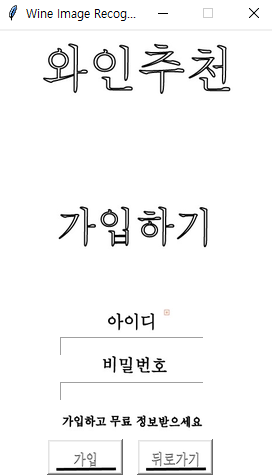 Wine Image Recog...
와인추천
가입하기
아이디
비밀번호
가입하고 무료 정보받으세요
가입
뒤로가기